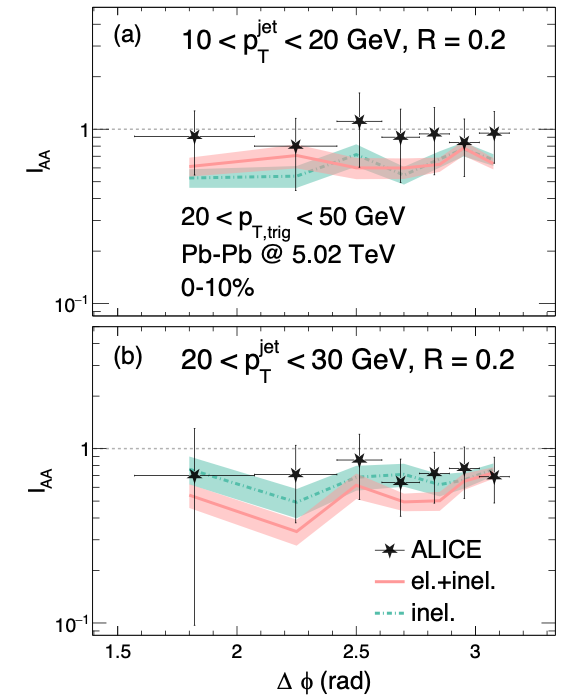 (a) 10 < p_T^jet < 20 GeV, R = 0.2
1
I_AA
20 < p_T,trig < 50 GeV
Pb-Pb @ 5.02 TeV
0-10%
10^−1
(b) 20 < p_T^jet < 30 GeV, R = 0.2
1
I_AA
ALICE
el.+inel.
inel.
10^−1
1.5 2 2.5 3
Δ ϕ (rad)